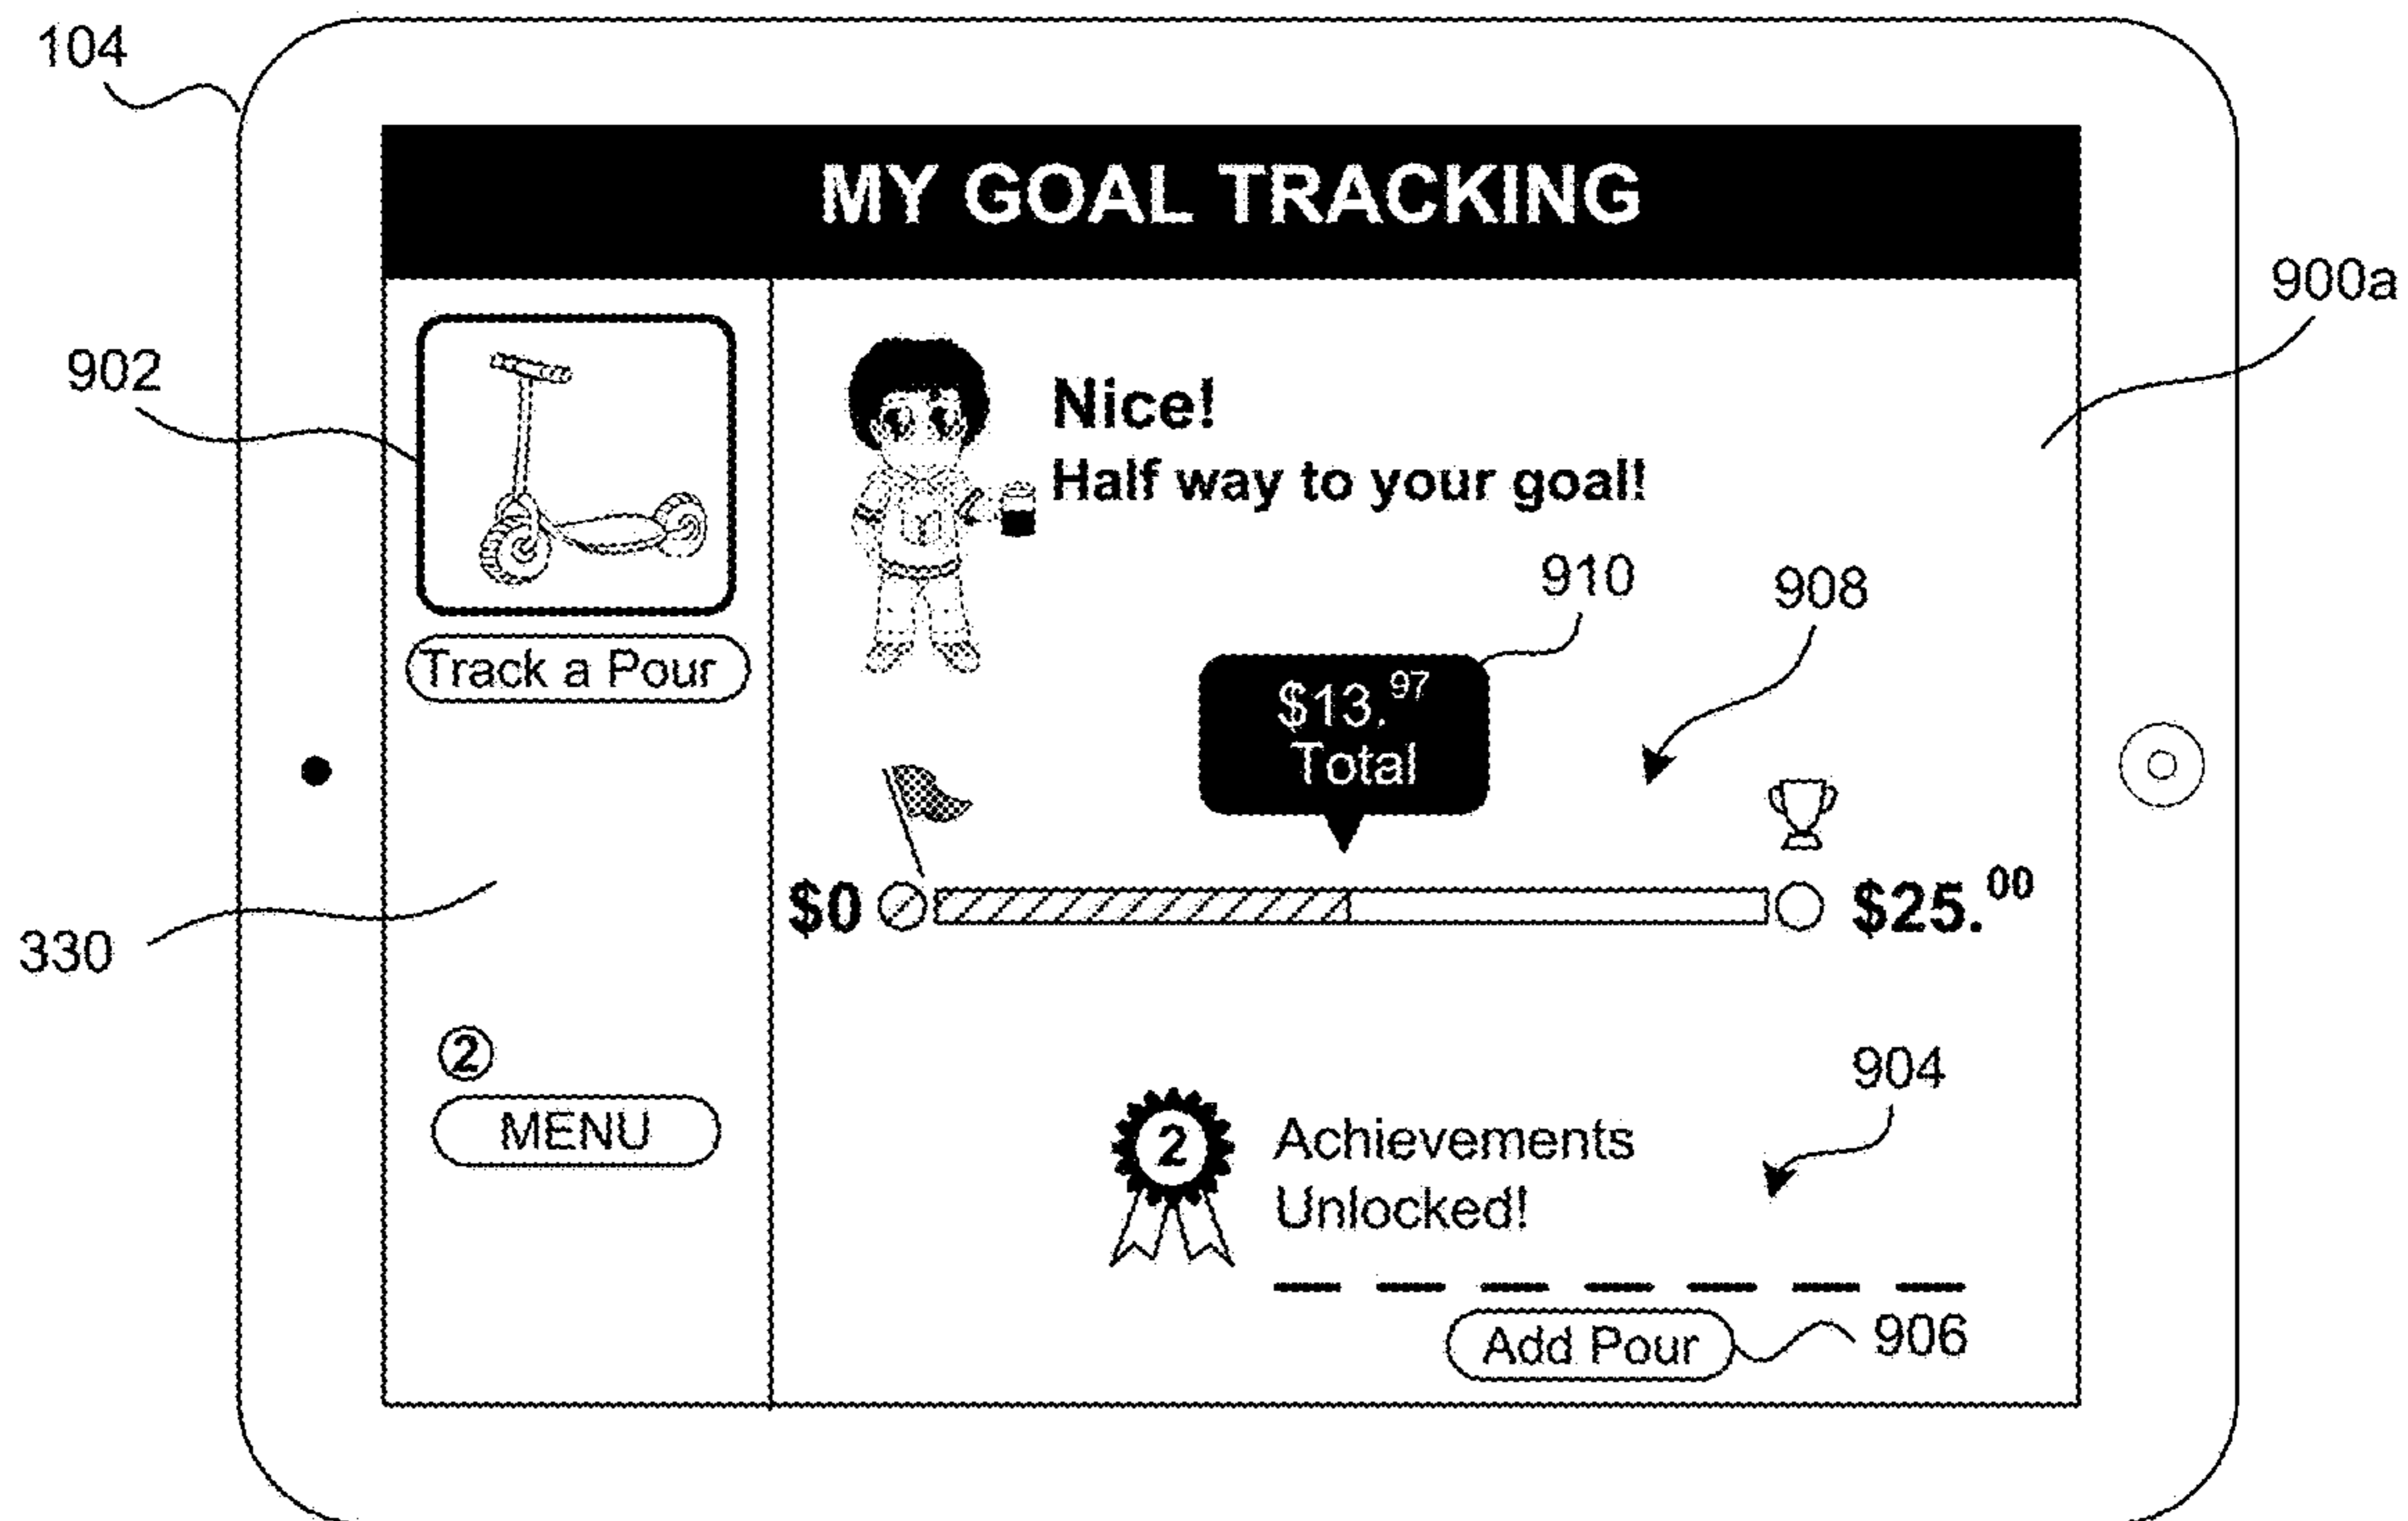 104
MY GOAL TRACKING
900a
902
Nice!
Half way to your goal!
910
908
Track a Pour
$13.97
Total
$0
$25.00
330
2
MENU
904
2
Achievements
Unlocked!
Add Pour
906